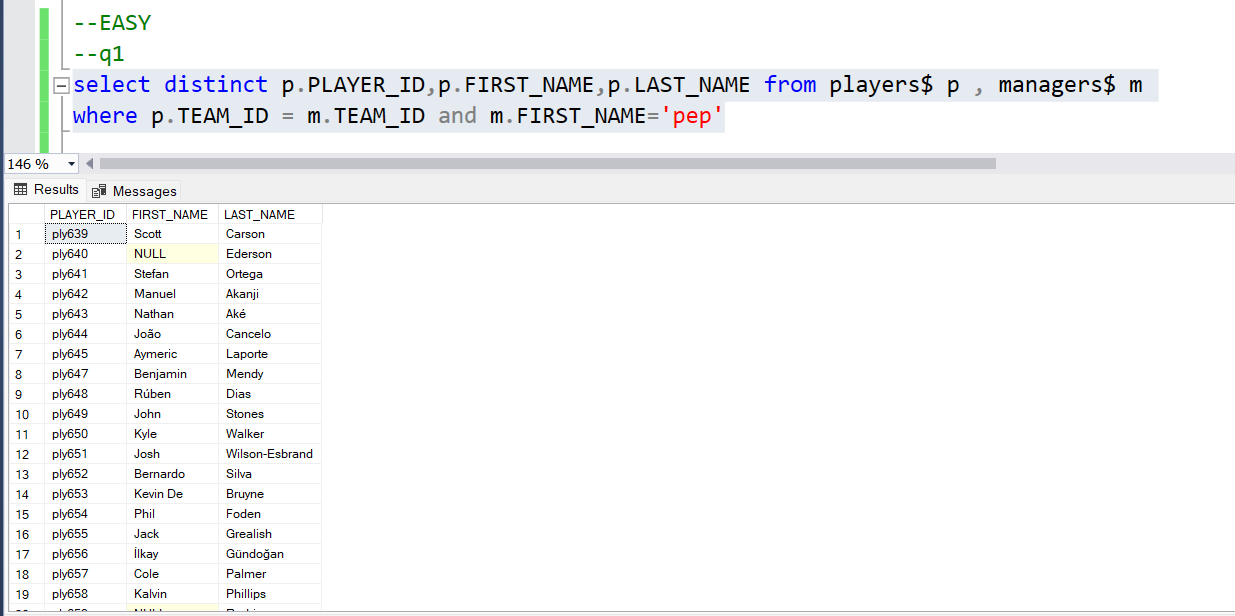 --EASY
--q1
select distinct p.PLAYER_ID,p.FIRST_NAME,p.LAST_NAME from players$ p , managers$ m
where p.TEAM_ID = m.TEAM_ID and m.FIRST_NAME='pep'
146 %
Results Messages
PLAYER_ID FIRST_NAME LAST_NAME
1 ply639 Scott Carson
2 ply640 NULL Ederson
3 ply641 Stefan Ortega
4 ply642 Manuel Akanji
5 ply643 Nathan Aké
6 ply644 João Cancelo
7 ply645 Aymeric Laporte
8 ply647 Benjamin Mendy
9 ply648 Rúben Dias
10 ply649 John Stones
11 ply650 Kyle Walker
12 ply651 Josh Wilson-Esbrand
13 ply652 Bernardo Silva
14 ply653 Kevin De Bruyne
15 ply654 Phil Foden
16 ply655 Jack Grealish
17 ply656 İlkay Gündoğan
18 ply657 Cole Palmer
19 ply658 Kalvin Phillips